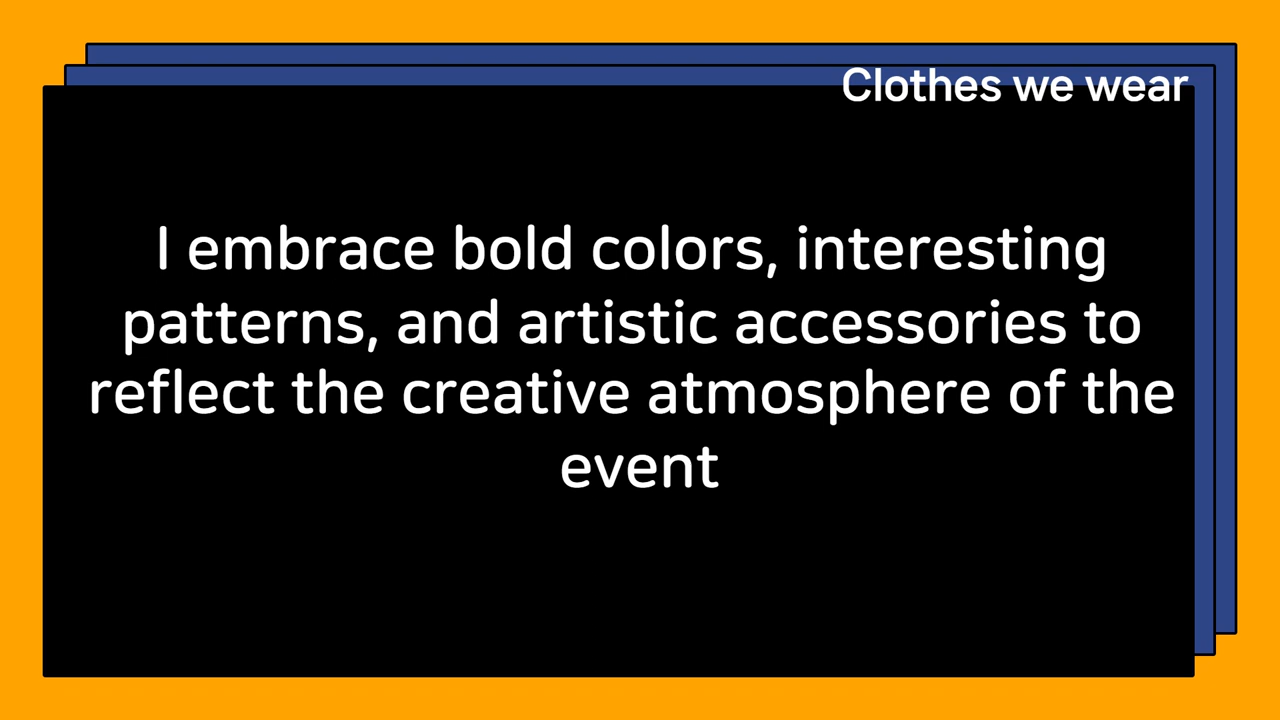 Clothes we wear
I embrace bold colors, interesting
patterns, and artistic accessories to
reflect the creative atmosphere of the
event